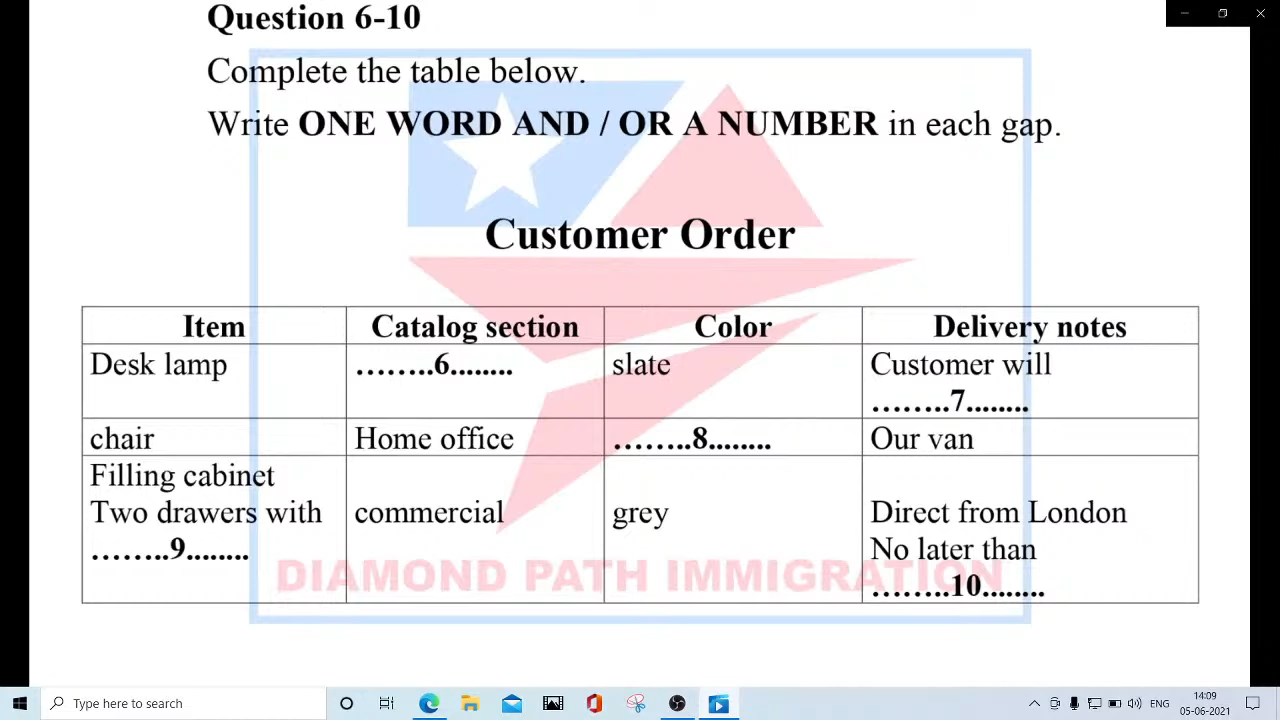 Question 6-10
Complete the table below.
Write ONE WORD AND / OR A NUMBER in each gap.
Customer Order
Item Catalog section Color Delivery notes
Desk lamp ……..6........ slate Customer will
……..7........
chair Home office ……..8........ Our van
Filling cabinet
Two drawers with commercial grey Direct from London
……..9........ No later than
……..10........
DIAMOND PATH IMMIGRATION
Type here to search
ENG
14:09
05-06-2021